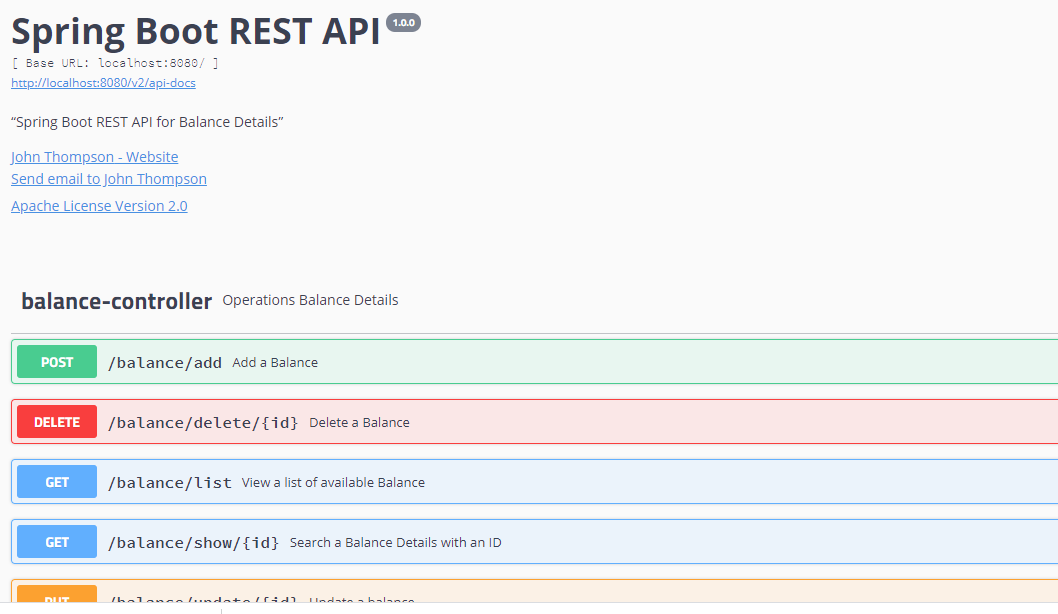 Spring Boot REST API 1.0.0
[ Base URL: localhost:8080/ ]
http://localhost:8080/v2/api-docs
“Spring Boot REST API for Balance Details”
John Thompson - Website
Send email to John Thompson
Apache License Version 2.0
balance-controller Operations Balance Details
POST /balance/add Add a Balance
DELETE /balance/delete/{id} Delete a Balance
GET /balance/list View a list of available Balance
GET /balance/show/{id} Search a Balance Details with an ID
PUT /balance/update/{id} Update a balance